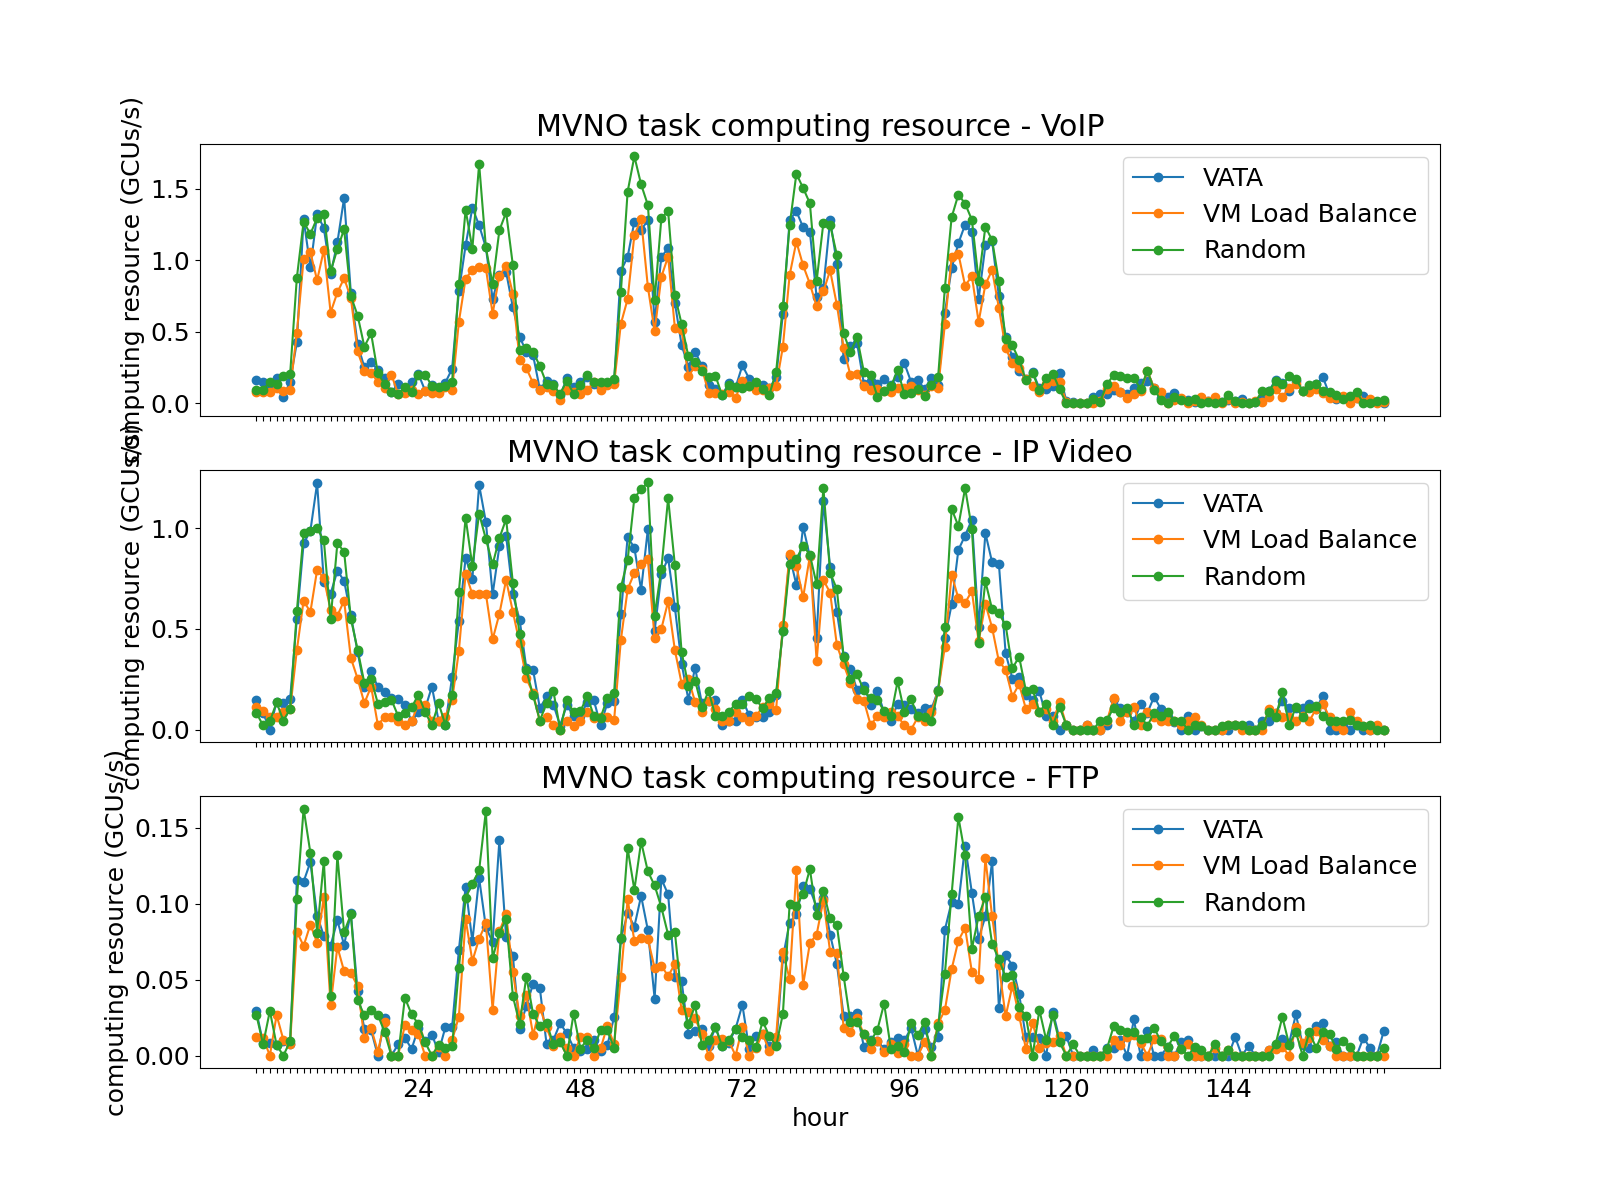 MVNO task computing resource - VoIP
computing resource (GCUs/s)
1.5
1.0
0.5
0.0
VATA
VM Load Balance
Random
MVNO task computing resource - IP Video
computing resource (GCUs/s)
1.0
0.5
0.0
VATA
VM Load Balance
Random
MVNO task computing resource - FTP
computing resource (GCUs/s)
0.15
0.10
0.05
0.00
VATA
VM Load Balance
Random
24 48 72 96 120 144
hour